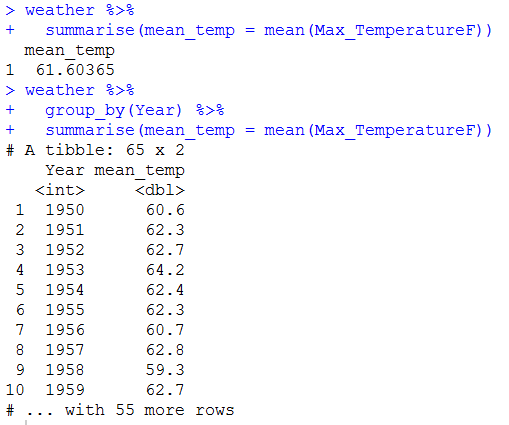 > weather %>%
+   summarise(mean_temp = mean(Max_TemperatureF))
  mean_temp
1  61.60365
> weather %>%
+   group_by(Year) %>%
+   summarise(mean_temp = mean(Max_TemperatureF))
# A tibble: 65 x 2
    Year mean_temp
   <int>     <dbl>
 1  1950      60.6
 2  1951      62.3
 3  1952      62.7
 4  1953      64.2
 5  1954      62.4
 6  1955      62.3
 7  1956      60.7
 8  1957      62.8
 9  1958      59.3
10  1959      62.7
# ... with 55 more rows